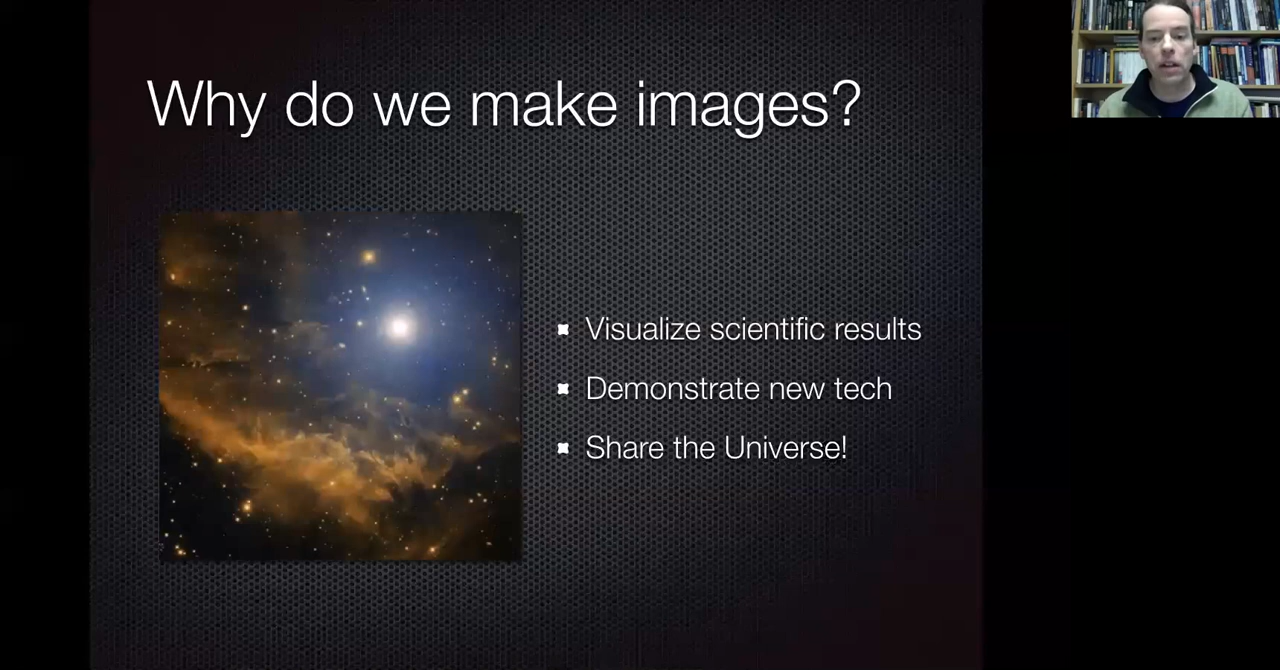 Why do we make images?
Visualize scientific results
Demonstrate new tech
Share the Universe!